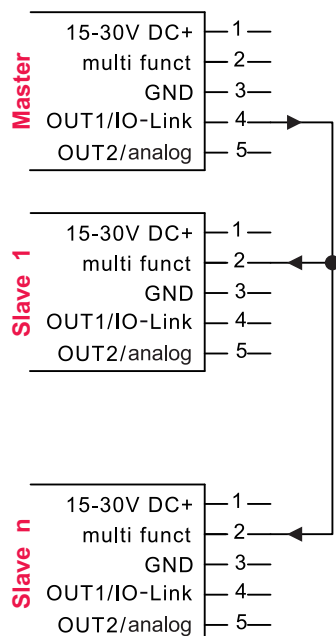 Master
15-30V DC+ 1
multi funct 2
GND 3
OUT1/IO-Link 4
OUT2/analog 5
Slave 1
15-30V DC+ 1
multi funct 2
GND 3
OUT1/IO-Link 4
OUT2/analog 5
Slave n
15-30V DC+ 1
multi funct 2
GND 3
OUT1/IO-Link 4
OUT2/analog 5